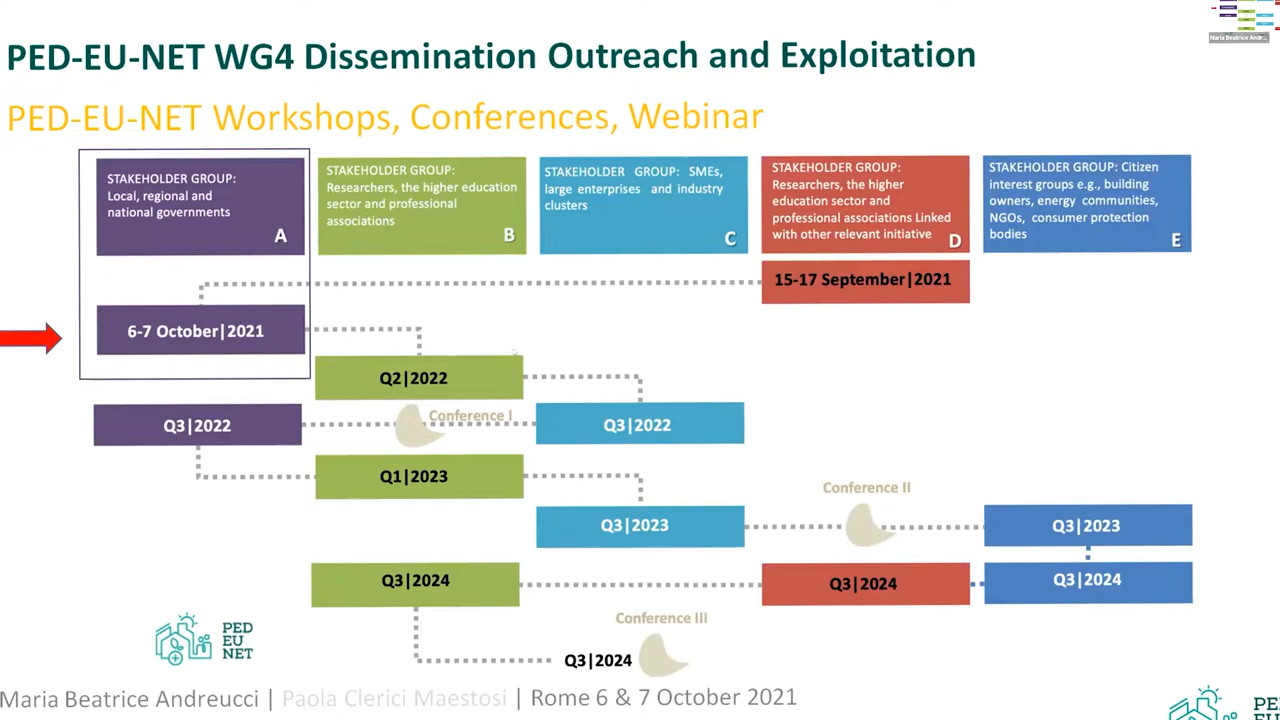 Maria Beatrice Andreu...
PED-EU-NET WG4 Dissemination Outreach and Exploitation
PED-EU-NET Workshops, Conferences, Webinar
STAKEHOLDER GROUP:
Local, regional and
national governments
A
STAKEHOLDER GROUP:
Researchers, the higher education
sector and professional
associations
B
STAKEHOLDER GROUP: SMEs,
large enterprises and industry
clusters
C
STAKEHOLDER GROUP:
Researchers, the higher
education sector and
professional associations Linked
with other relevant initiative
D
STAKEHOLDER GROUP: Citizen
interest groups e.g., building
owners, energy communities,
NGOs, consumer protection
bodies
E
15-17 September|2021
6-7 October|2021
Q2|2022
Q3|2022
Conference I
Q3|2022
Q1|2023
Conference II
Q3|2023
Q3|2023
Q3|2024
Q3|2024
Q3|2024
Conference III
Q3|2024
PED
EU
NET
Maria Beatrice Andreucci | Paola Clerici Maestosi | Rome 6 & 7 October 2021
PED